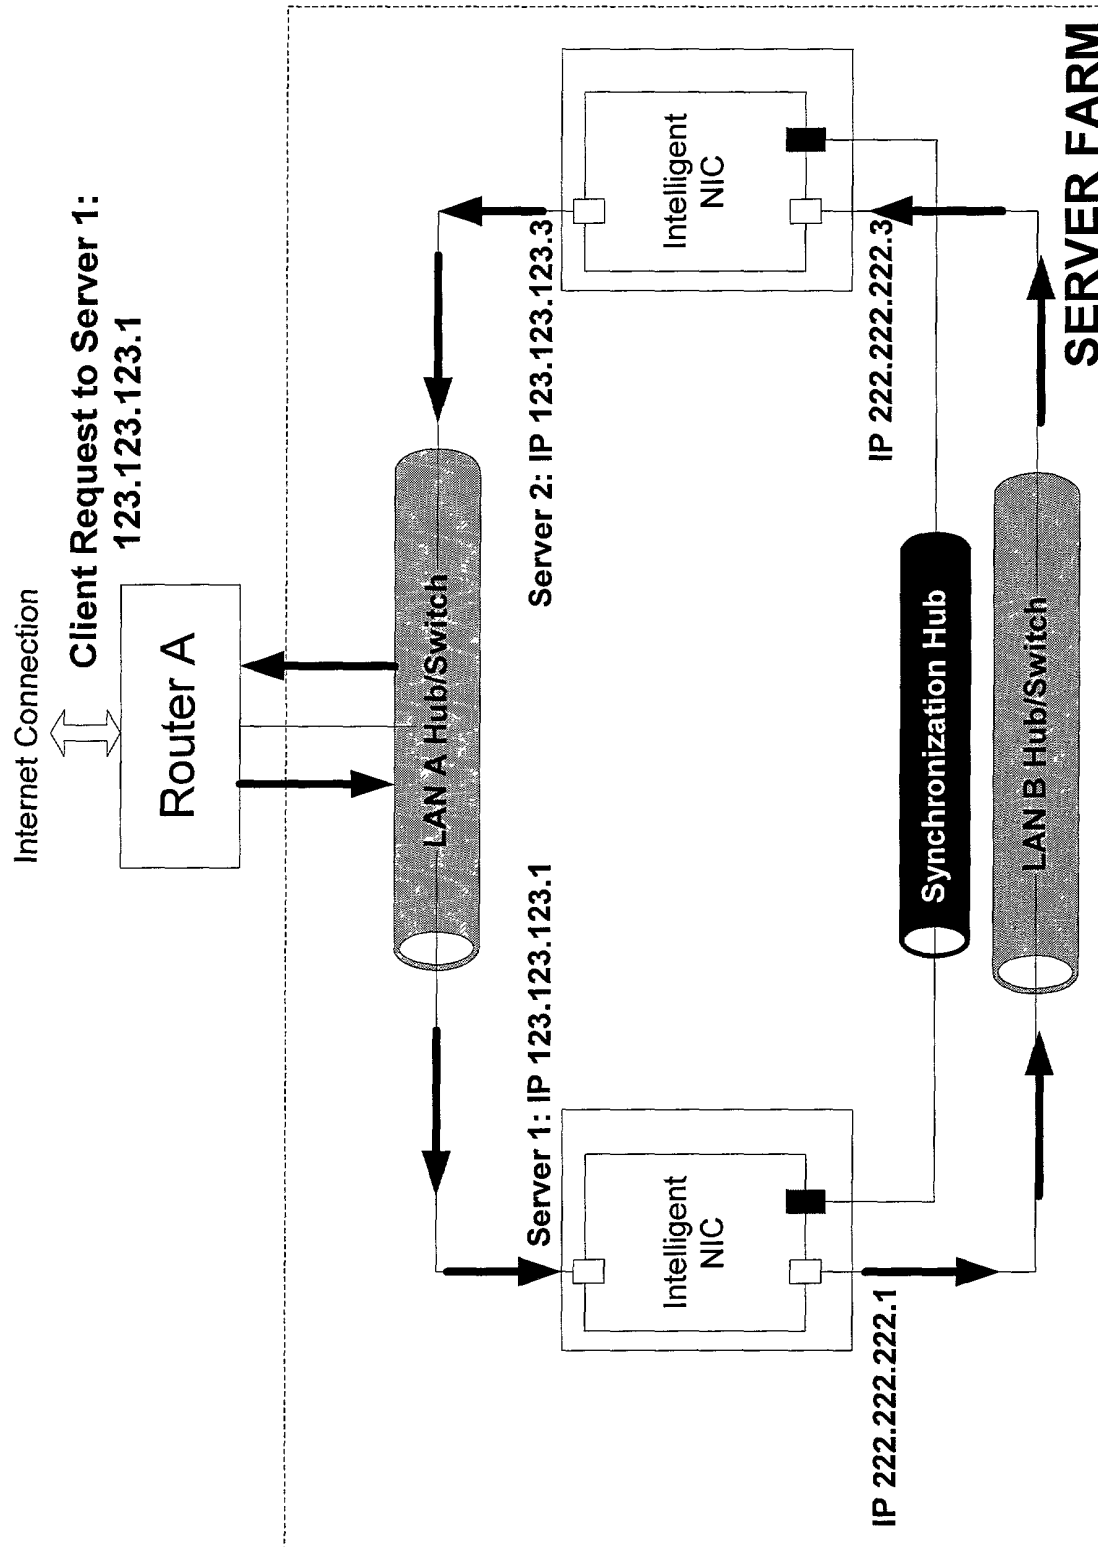 Internet Connection
Client Request to Server 1:
123.123.123.1
Router A
LAN A Hub/Switch
Server 1: IP 123.123.123.1
Server 2: IP 123.123.123.3
Intelligent
NIC
Intelligent
NIC
IP 222.222.222.1
IP 222.222.222.3
Synchronization Hub
LAN B Hub/Switch
SERVER FARM